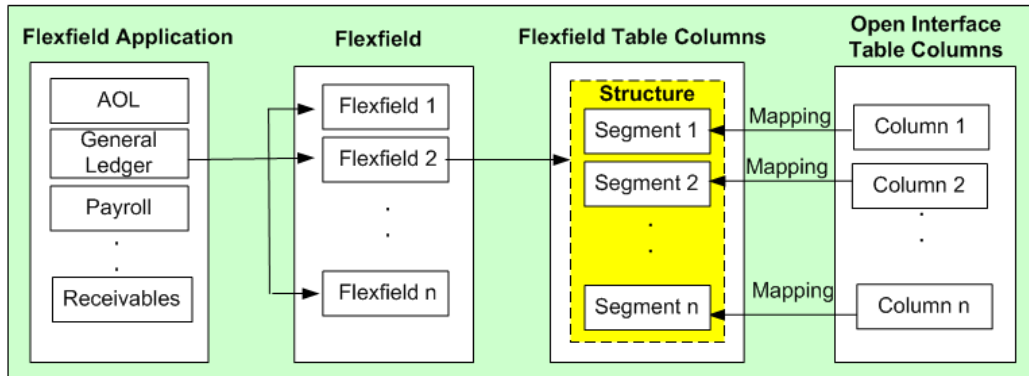 Flexfield Application
Flexfield
Flexfield Table Columns
Open Interface
Table Columns
AOL
General
Ledger
Payroll
.
.
Receivables
Flexfield 1
Flexfield 2
.
.
Flexfield n
Structure
Segment 1
Segment 2
.
.
Segment n
Mapping
Mapping
Mapping
Column 1
Column 2
.
.
Column n